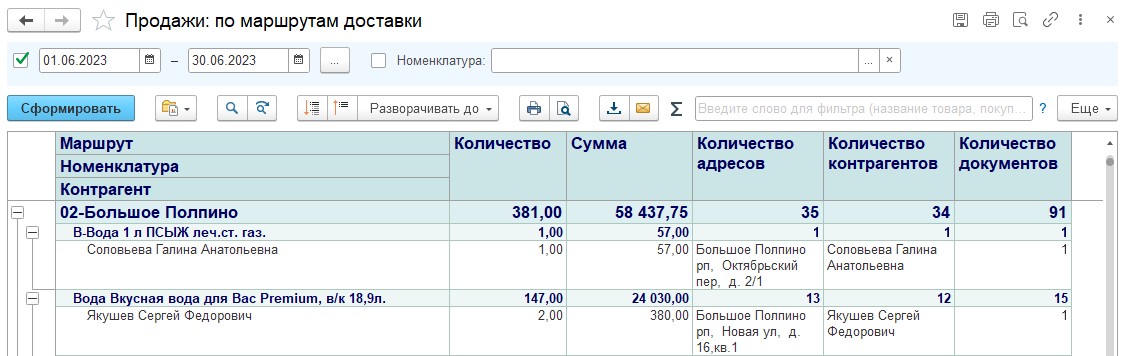 Продажи: по маршрутам доставки
01.06.2023 – 30.06.2023 ... Номенклатура: ... ×
Сформировать Разворачивать до Σ Введите слово для фильтра (название товара, покуп... ? Еще
Маршрут Количество Сумма Количество адресов Количество контрагентов Количество документов
Номенклатура
Контрагент
02-Большое Полпино 381,00 58 437,75 35 34 91
В-Вода 1 л ПСЫЖ леч.ст. газ. 1,00 57,00 1 1 1
Соловьева Галина Анатольевна 1,00 57,00 Большое Полпино Соловьева Галина 1
рп, Октябрьский Анатольевна
пер, д. 2/1
Вода Вкусная вода для Вас Premium, в/к 18,9л. 147,00 24 030,00 13 12 15
Якушев Сергей Федорович 2,00 380,00 Большое Полпино Якушев Сергей 1
рп, Новая ул, д. Федорович
16,кв.1